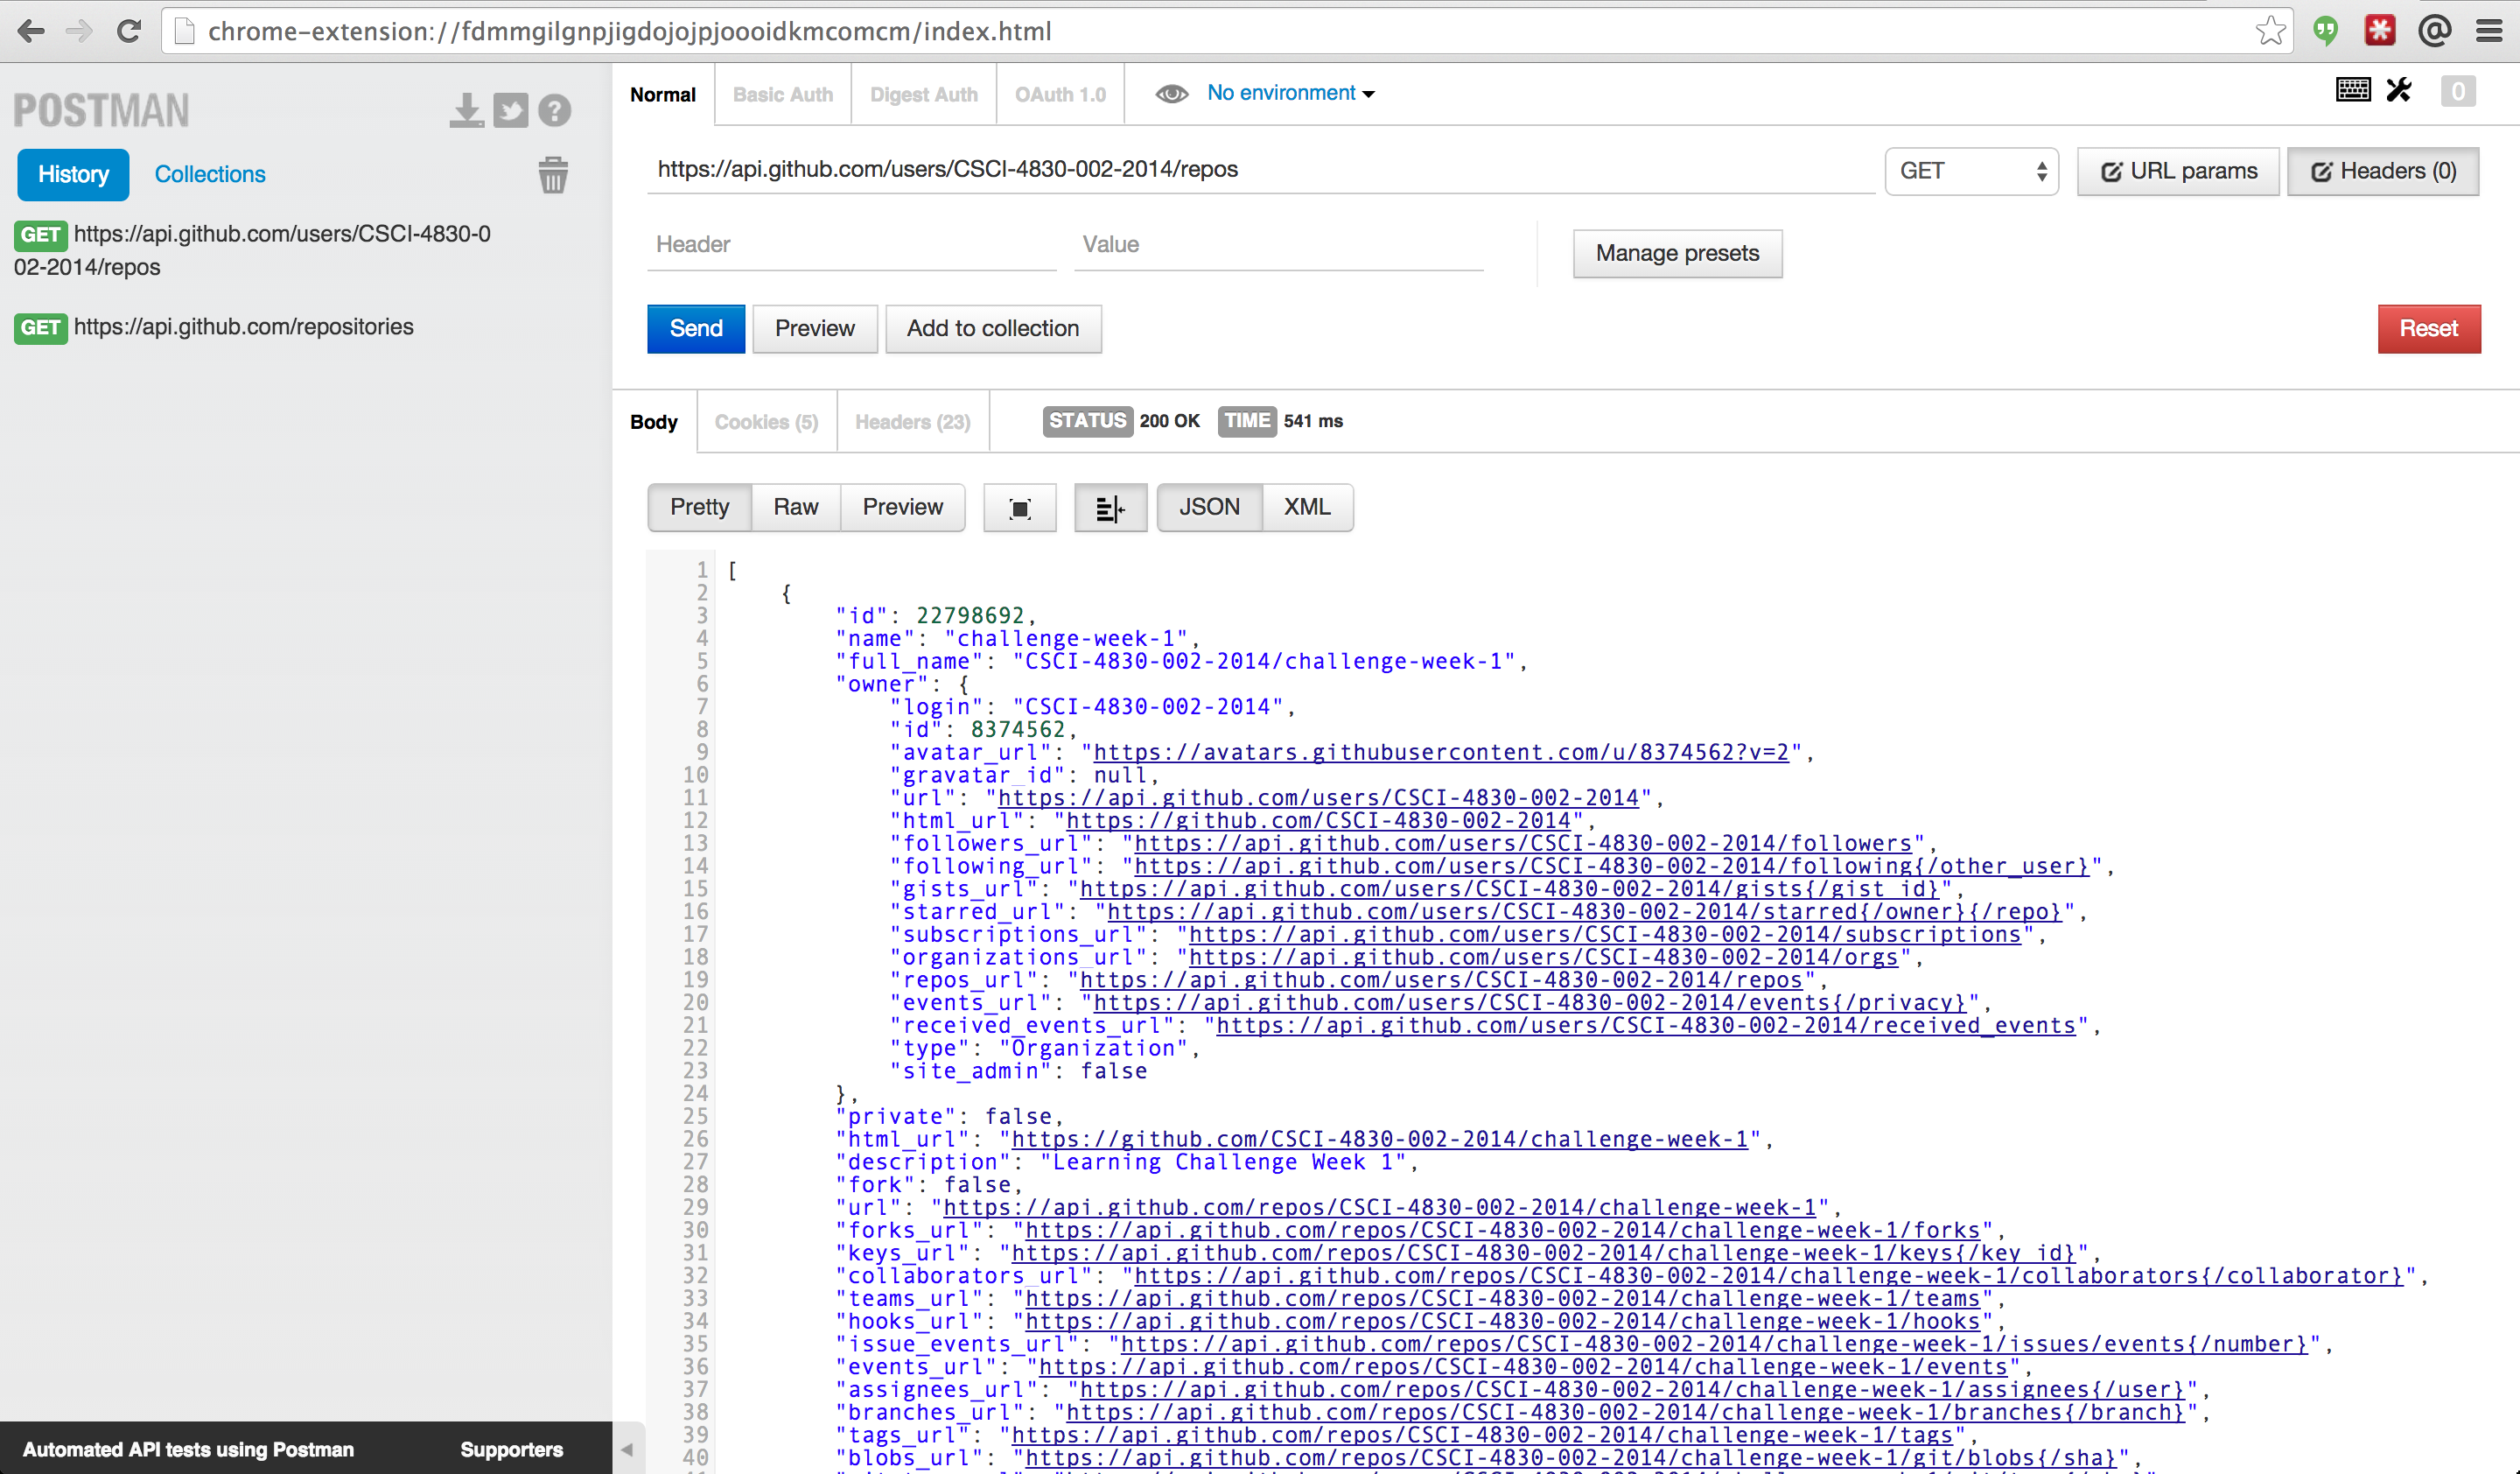 chrome-extension://fdmmgilgnpjigdojojpjoooidkmcomcm/index.html
POSTMAN
History Collections
GET https://api.github.com/users/CSCI-4830-0
02-2014/repos
GET https://api.github.com/repositories
Automated API tests using Postman Supporters
Normal Basic Auth Digest Auth OAuth 1.0 No environment 0
https://api.github.com/users/CSCI-4830-002-2014/repos GET URL params Headers (0)
Header Value Manage presets
Send Preview Add to collection Reset
Body Cookies (5) Headers (23) STATUS 200 OK TIME 541 ms
Pretty Raw Preview JSON XML
1 [
2 {
3 "id": 22798692,
4 "name": "challenge-week-1",
5 "full_name": "CSCI-4830-002-2014/challenge-week-1",
6 "owner": {
7 "login": "CSCI-4830-002-2014",
8 "id": 8374562,
9 "avatar_url": "https://avatars.githubusercontent.com/u/8374562?v=2",
10 "gravatar_id": null,
11 "url": "https://api.github.com/users/CSCI-4830-002-2014",
12 "html_url": "https://github.com/CSCI-4830-002-2014",
13 "followers_url": "https://api.github.com/users/CSCI-4830-002-2014/followers",
14 "following_url": "https://api.github.com/users/CSCI-4830-002-2014/following{/other_user}",
15 "gists_url": "https://api.github.com/users/CSCI-4830-002-2014/gists{/gist_id}",
16 "starred_url": "https://api.github.com/users/CSCI-4830-002-2014/starred{/owner}{/repo}",
17 "subscriptions_url": "https://api.github.com/users/CSCI-4830-002-2014/subscriptions",
18 "organizations_url": "https://api.github.com/users/CSCI-4830-002-2014/orgs",
19 "repos_url": "https://api.github.com/users/CSCI-4830-002-2014/repos",
20 "events_url": "https://api.github.com/users/CSCI-4830-002-2014/events{/privacy}",
21 "received_events_url": "https://api.github.com/users/CSCI-4830-002-2014/received_events",
22 "type": "Organization",
23 "site_admin": false
24 },
25 "private": false,
26 "html_url": "https://github.com/CSCI-4830-002-2014/challenge-week-1",
27 "description": "Learning Challenge Week 1",
28 "fork": false,
29 "url": "https://api.github.com/repos/CSCI-4830-002-2014/challenge-week-1",
30 "forks_url": "https://api.github.com/repos/CSCI-4830-002-2014/challenge-week-1/forks",
31 "keys_url": "https://api.github.com/repos/CSCI-4830-002-2014/challenge-week-1/keys{/key_id}",
32 "collaborators_url": "https://api.github.com/repos/CSCI-4830-002-2014/challenge-week-1/collaborators{/collaborator}",
33 "teams_url": "https://api.github.com/repos/CSCI-4830-002-2014/challenge-week-1/teams",
34 "hooks_url": "https://api.github.com/repos/CSCI-4830-002-2014/challenge-week-1/hooks",
35 "issue_events_url": "https://api.github.com/repos/CSCI-4830-002-2014/challenge-week-1/issues/events{/number}",
36 "events_url": "https://api.github.com/repos/CSCI-4830-002-2014/challenge-week-1/events",
37 "assignees_url": "https://api.github.com/repos/CSCI-4830-002-2014/challenge-week-1/assignees{/user}",
38 "branches_url": "https://api.github.com/repos/CSCI-4830-002-2014/challenge-week-1/branches{/branch}",
39 "tags_url": "https://api.github.com/repos/CSCI-4830-002-2014/challenge-week-1/tags",
40 "blobs_url": "https://api.github.com/repos/CSCI-4830-002-2014/challenge-week-1/git/blobs{/sha}",